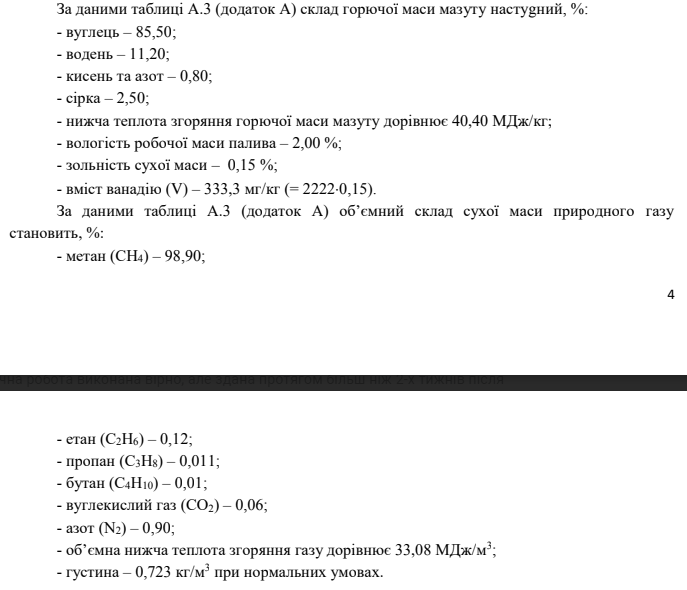 За даними таблиці А.3 (додаток А) склад горючої маси мазуту настуgний, %:
- вуглець – 85,50;
- водень – 11,20;
- кисень та азот – 0,80;
- сірка – 2,50;
- нижча теплота згоряння горючої маси мазуту дорівнює 40,40 МДж/кг;
- вологість робочої маси палива – 2,00 %;
- зольність сухої маси – 0,15 %;
- вміст ванадію (V) – 333,3 мг/кг (= 2222·0,15).
За даними таблиці А.3 (додаток А) об’ємний склад сухої маси природного газу
становить, %:
- метан (CH₄) – 98,90;
4
чна робота виконана вірно, але здана протягом більш ніж 2-х тижнів після
- етан (C₂H₆) – 0,12;
- пропан (C₃H₈) – 0,011;
- бутан (C₄H₁₀) – 0,01;
- вуглекислий газ (CO₂) – 0,06;
- азот (N₂) – 0,90;
- об’ємна нижча теплота згоряння газу дорівнює 33,08 МДж/м³;
- густина – 0,723 кг/м³ при нормальних умовах.